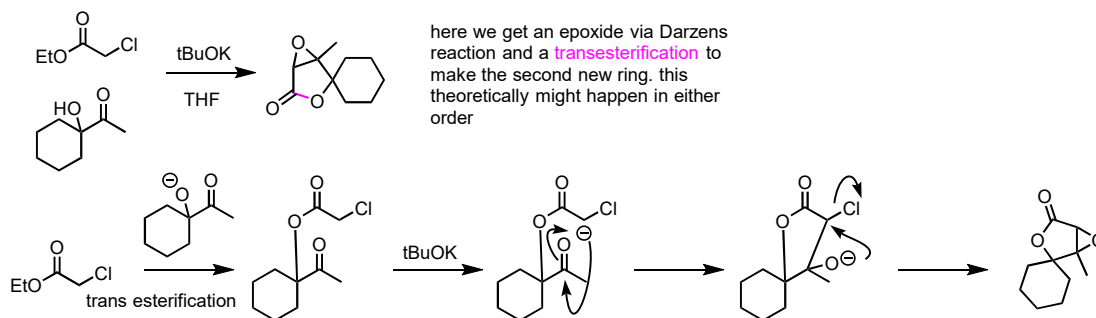 O
EtO
Cl
HO
O
tBuOK
THF
O
O
O
here we get an epoxide via Darzens
reaction and a transesterification to
make the second new ring. this
theoretically might happen in either
order
O
EtO
Cl
⊖
O
O
trans esterification
O
Cl
O
O
tBuOK
O
Cl
O
⊖
O
O
Cl
O
O⊖
O
O
O